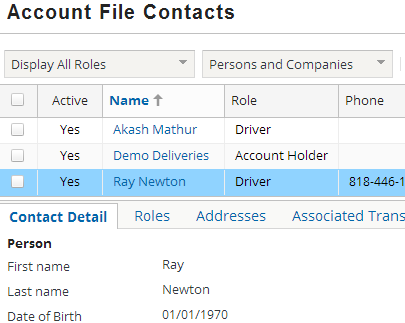 Account File Contacts
Display All Roles Persons and Companies
Active Name Role Phone
Yes Akash Mathur Driver
Yes Demo Deliveries Account Holder
Yes Ray Newton Driver 818-446-1
Contact Detail Roles Addresses Associated Trans
Person
First name Ray
Last name Newton
Date of Birth 01/01/1970